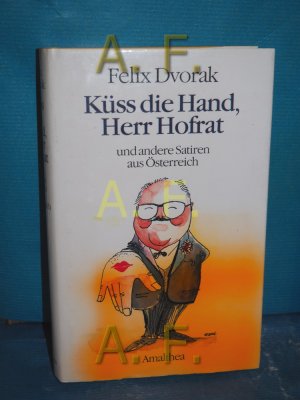 A. F.
Felix Dvorak
Küss die Hand,
Herr Hofrat
und andere Satiren
aus Österreich
A. F.
Amalthea
A. F.